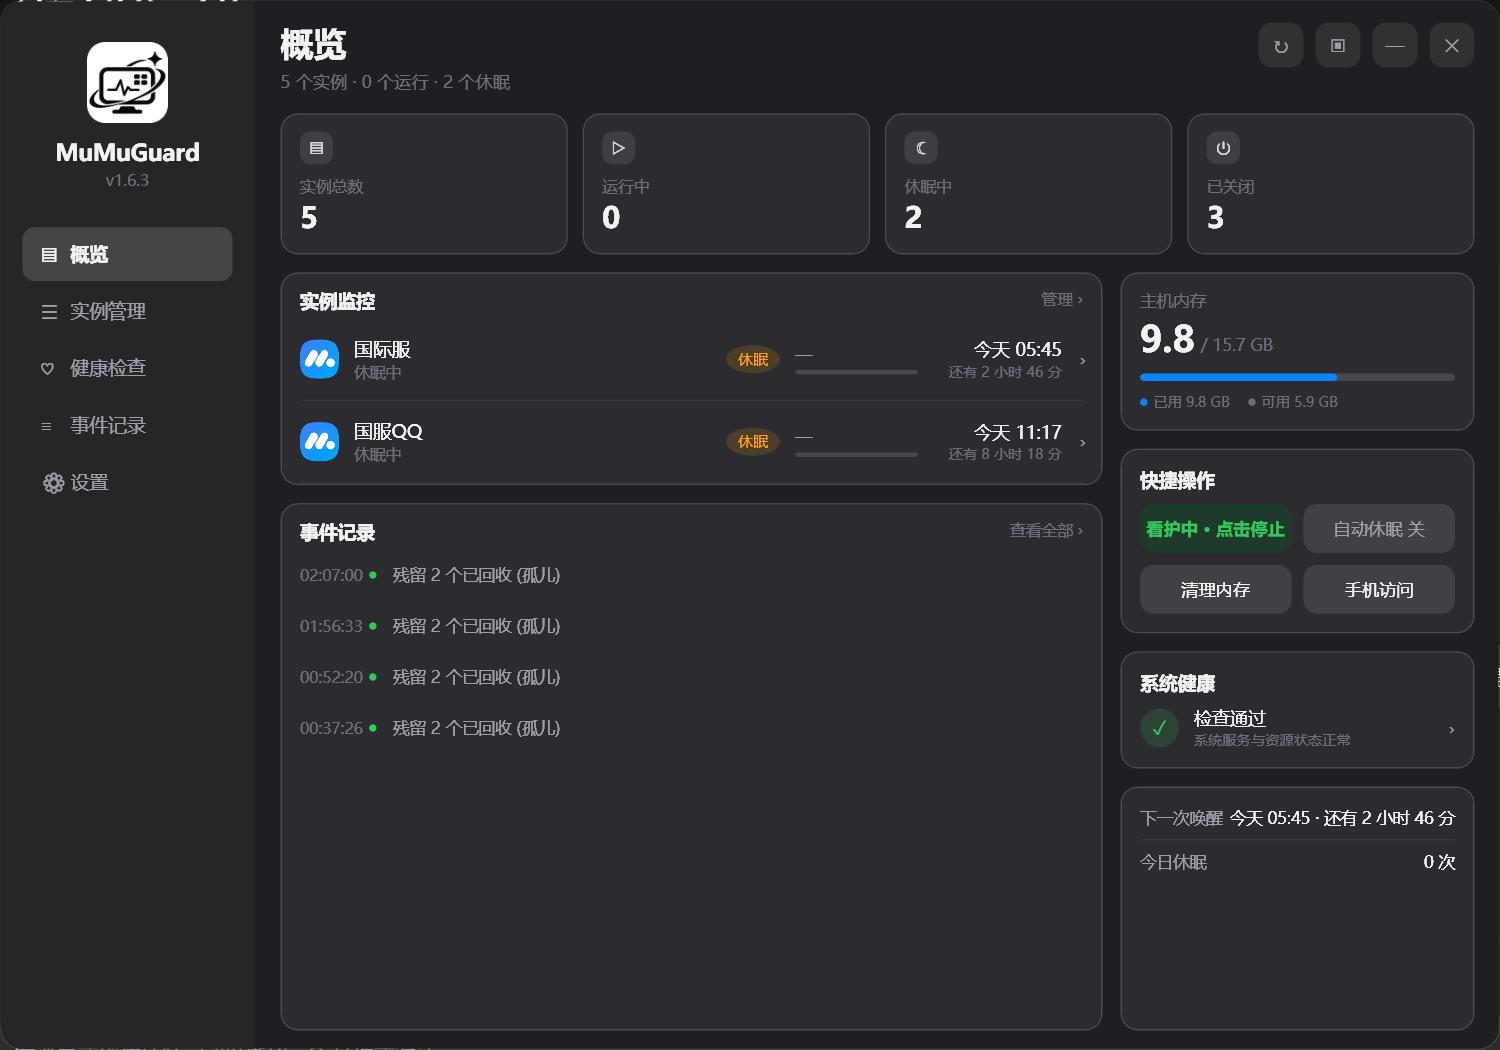 MuMuGuard
v1.6.3
概览
实例管理
健康检查
事件记录
设置
概览
5 个实例 · 0 个运行 · 2 个休眠
实例总数
5
运行中
0
休眠中
2
已关闭
3
实例监控
管理 ›
国际服
休眠中
休眠
—
今天 05:45
还有 2 小时 46 分
国服QQ
休眠中
休眠
—
今天 11:17
还有 8 小时 18 分
事件记录
查看全部 ›
02:07:00 残留 2 个已回收 (孤儿)
01:56:33 残留 2 个已回收 (孤儿)
00:52:20 残留 2 个已回收 (孤儿)
00:37:26 残留 2 个已回收 (孤儿)
主机内存
9.8 / 15.7 GB
已用 9.8 GB 可用 5.9 GB
快捷操作
看护中 · 点击停止
自动休眠 关
清理内存
手机访问
系统健康
检查通过
系统服务与资源状态正常
下一次唤醒 今天 05:45 · 还有 2 小时 46 分
今日休眠 0 次